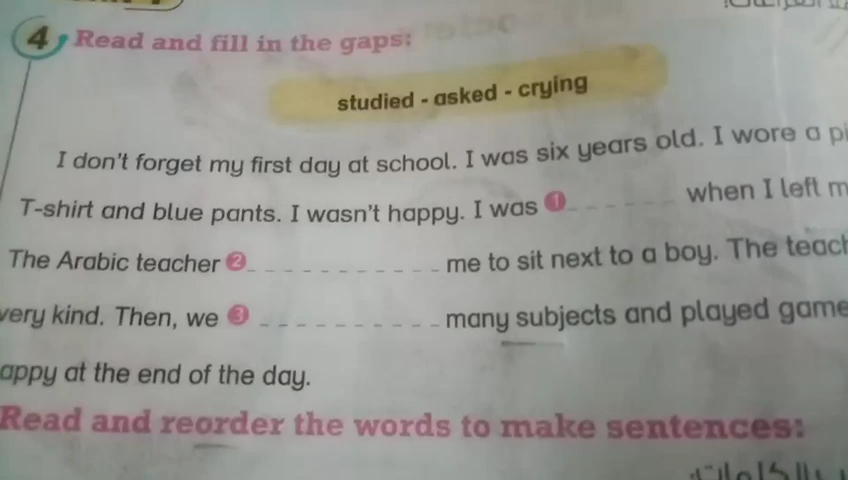 4 Read and fill in the gaps:
studied - asked - crying
I don't forget my first day at school. I was six years old. I wore a
T-shirt and blue pants. I wasn't happy. I was 1 ______ when I left
The Arabic teacher 2 __________ me to sit next to a boy. The
very kind. Then, we 3 __________ many subjects and played
at the end of the day.
Read and reorder the words to make sentences: